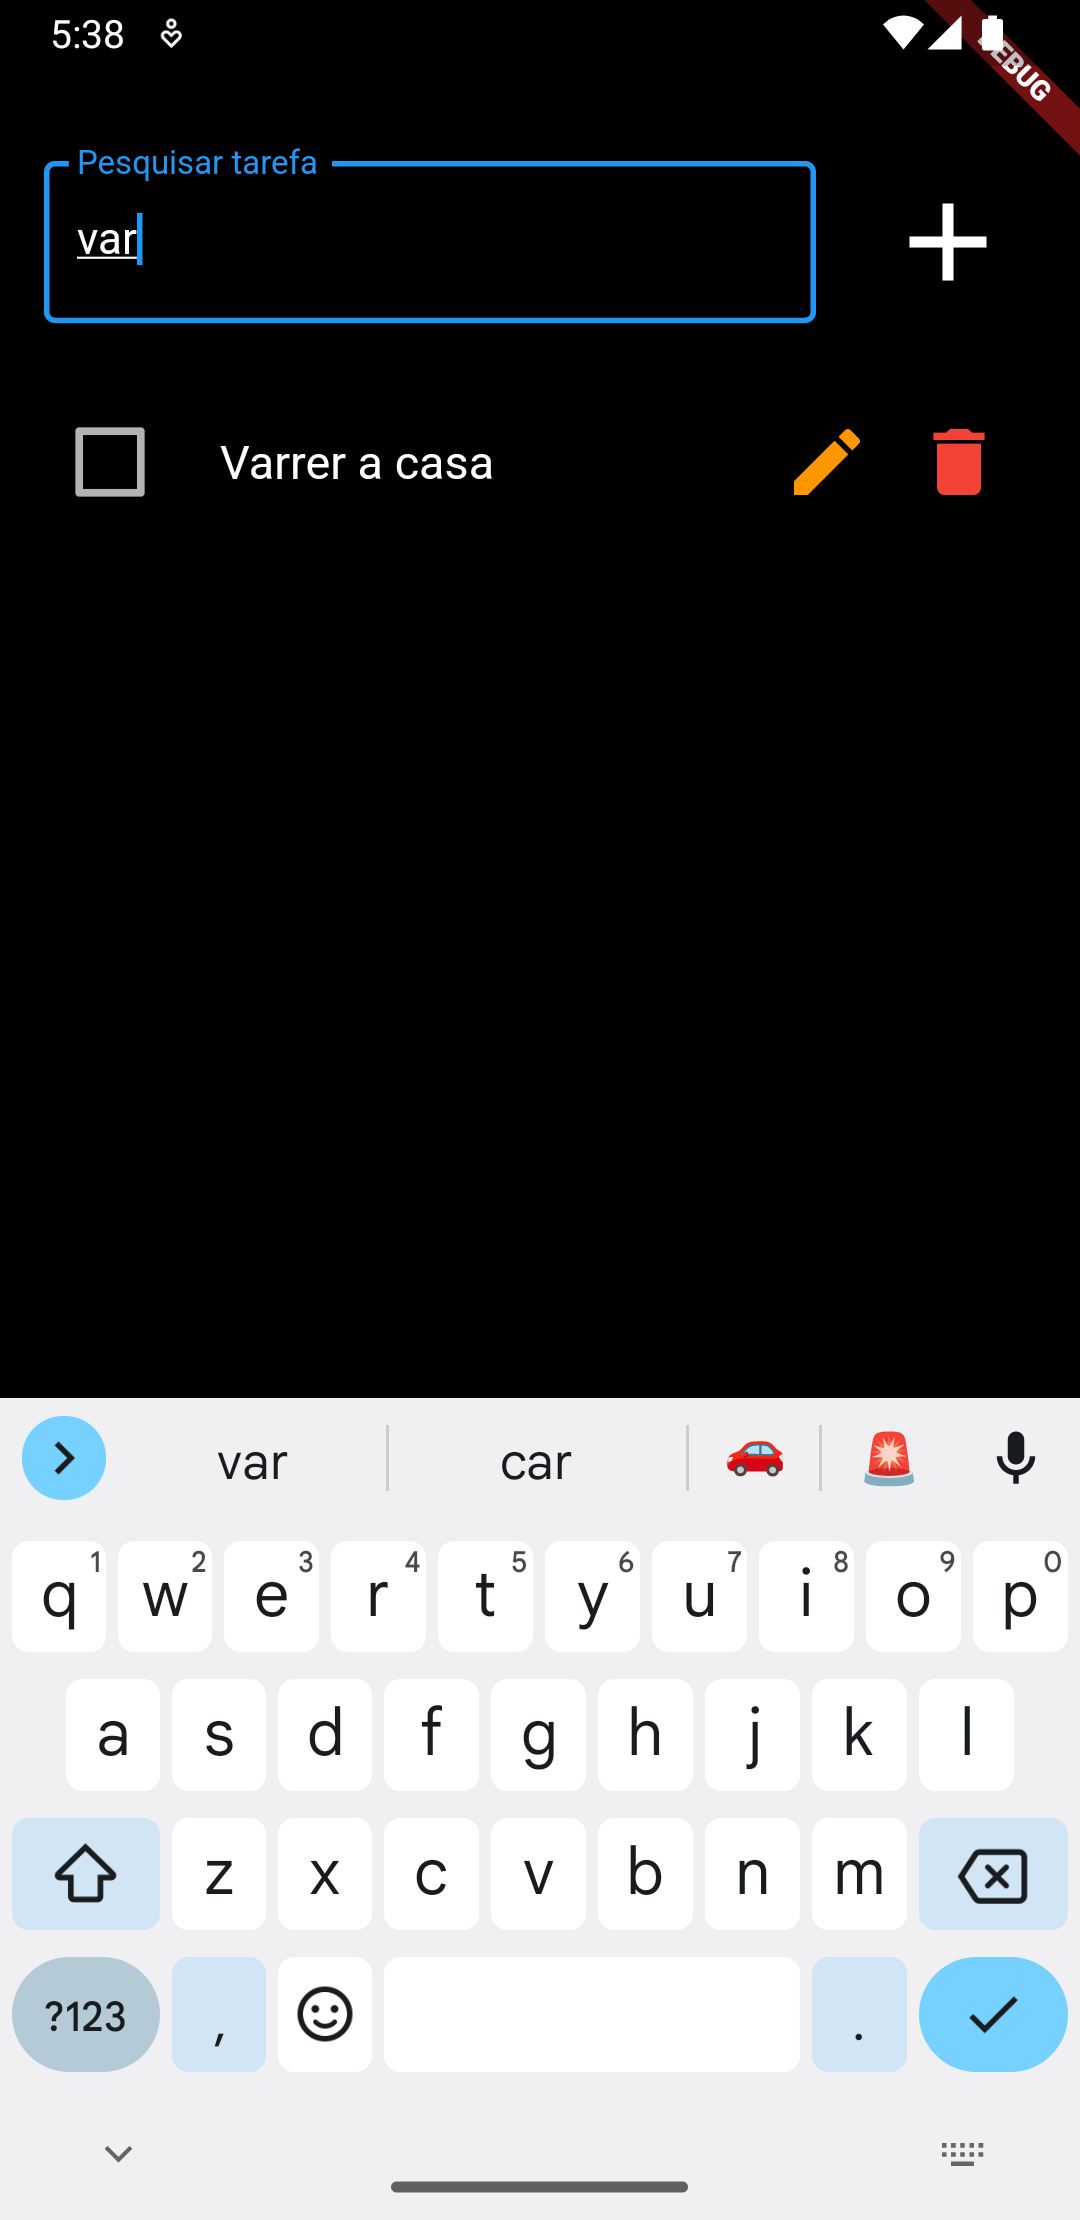 5:38
DEBUG
Pesquisar tarefa
var
Varrer a casa
var car
1 2 3 4 5 6 7 8 9 0
q w e r t y u i o p
a s d f g h j k l
z x c v b n m
?123 , .